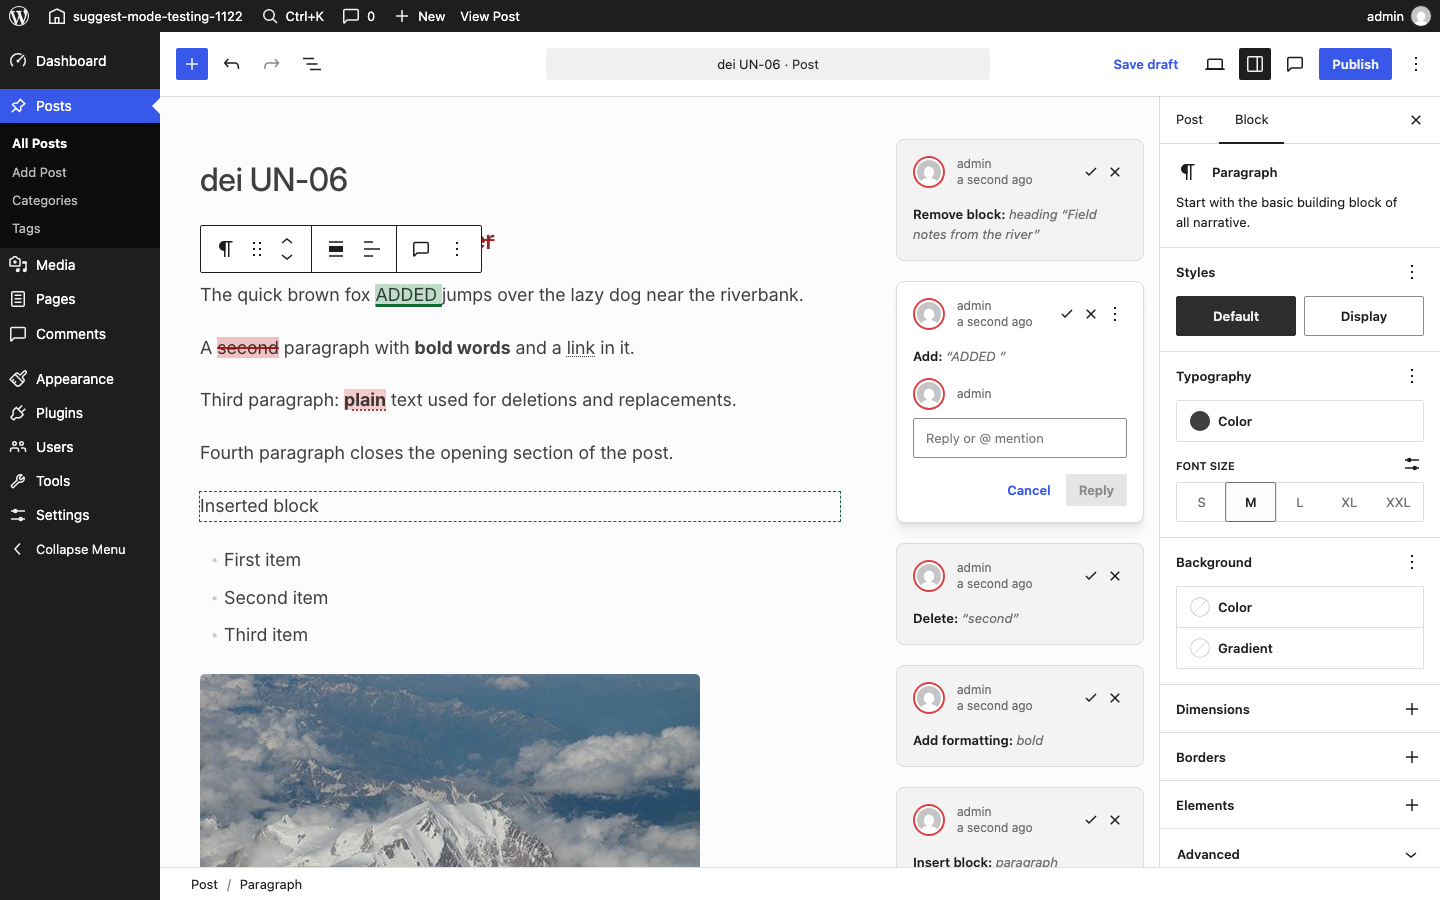 suggest-mode-testing-1122
Ctrl+K
0
New
View Post
admin
Dashboard
Posts
All Posts
Add Post
Categories
Tags
Media
Pages
Comments
Appearance
Plugins
Users
Tools
Settings
Collapse Menu
dei UN-06 · Post
Save draft
Publish
dei UN-06
er
The quick brown fox ADDED jumps over the lazy dog near the riverbank.
A second paragraph with bold words and a link in it.
Third paragraph: plain text used for deletions and replacements.
Fourth paragraph closes the opening section of the post.
Inserted block
First item
Second item
Third item
admin
a second ago
Remove block: heading “Field
notes from the river”
admin
a second ago
Add: “ADDED ”
admin
Reply or @ mention
Cancel
Reply
admin
a second ago
Delete: “second”
admin
a second ago
Add formatting: bold
admin
a second ago
Insert block: paragraph
Post
Block
Paragraph
Start with the basic building block of
all narrative.
Styles
Default
Display
Typography
Color
FONT SIZE
S
M
L
XL
XXL
Background
Color
Gradient
Dimensions
Borders
Elements
Advanced
Post / Paragraph